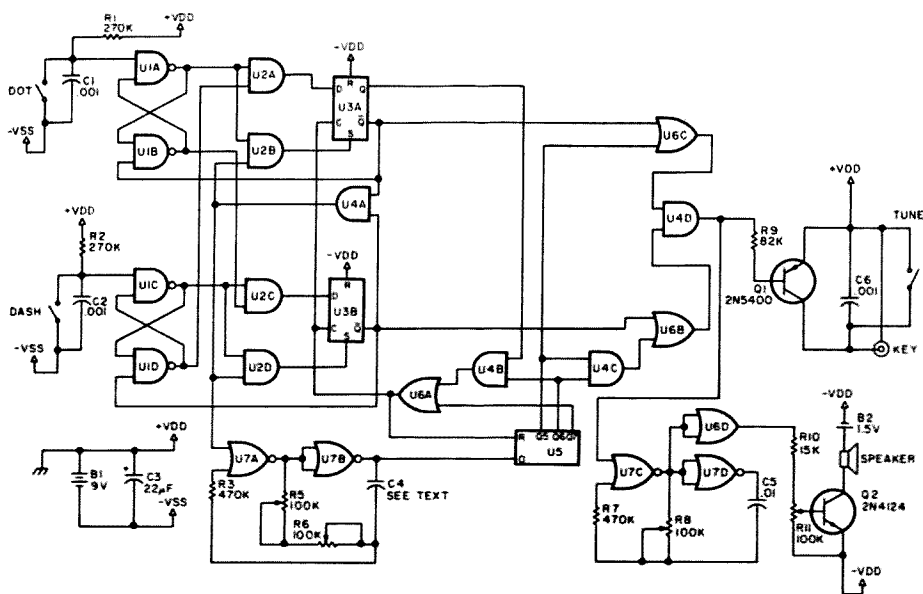 R1
270K
+VDD
DOT
C1
.001
-VSS
U1A
U1B
U2A
U2B
-VDD
D
R
Q
U3A
C
Q̅
S
U4A
+VDD
R2
270K
DASH
C2
.001
-VSS
U1C
U1D
U2C
U2D
-VDD
R
D
U3B
C
Q̅
S
U6C
U4D
U6B
U4B
U4C
U6A
R
Q5
Q6
Q7
U5
+VDD
R9
82K
Q1
2N5400
C6
.001
TUNE
KEY
+VDD
B1
9V
C3
22µF
-VSS
U7A
U7B
R3
470K
R5
100K
R6
100K
C4
SEE TEXT
U7C
U7D
U6D
R7
470K
R8
100K
C5
.01
R10
15K
R11
100K
-VDD
B2
1.5V
SPEAKER
Q2
2N4124
-VDD